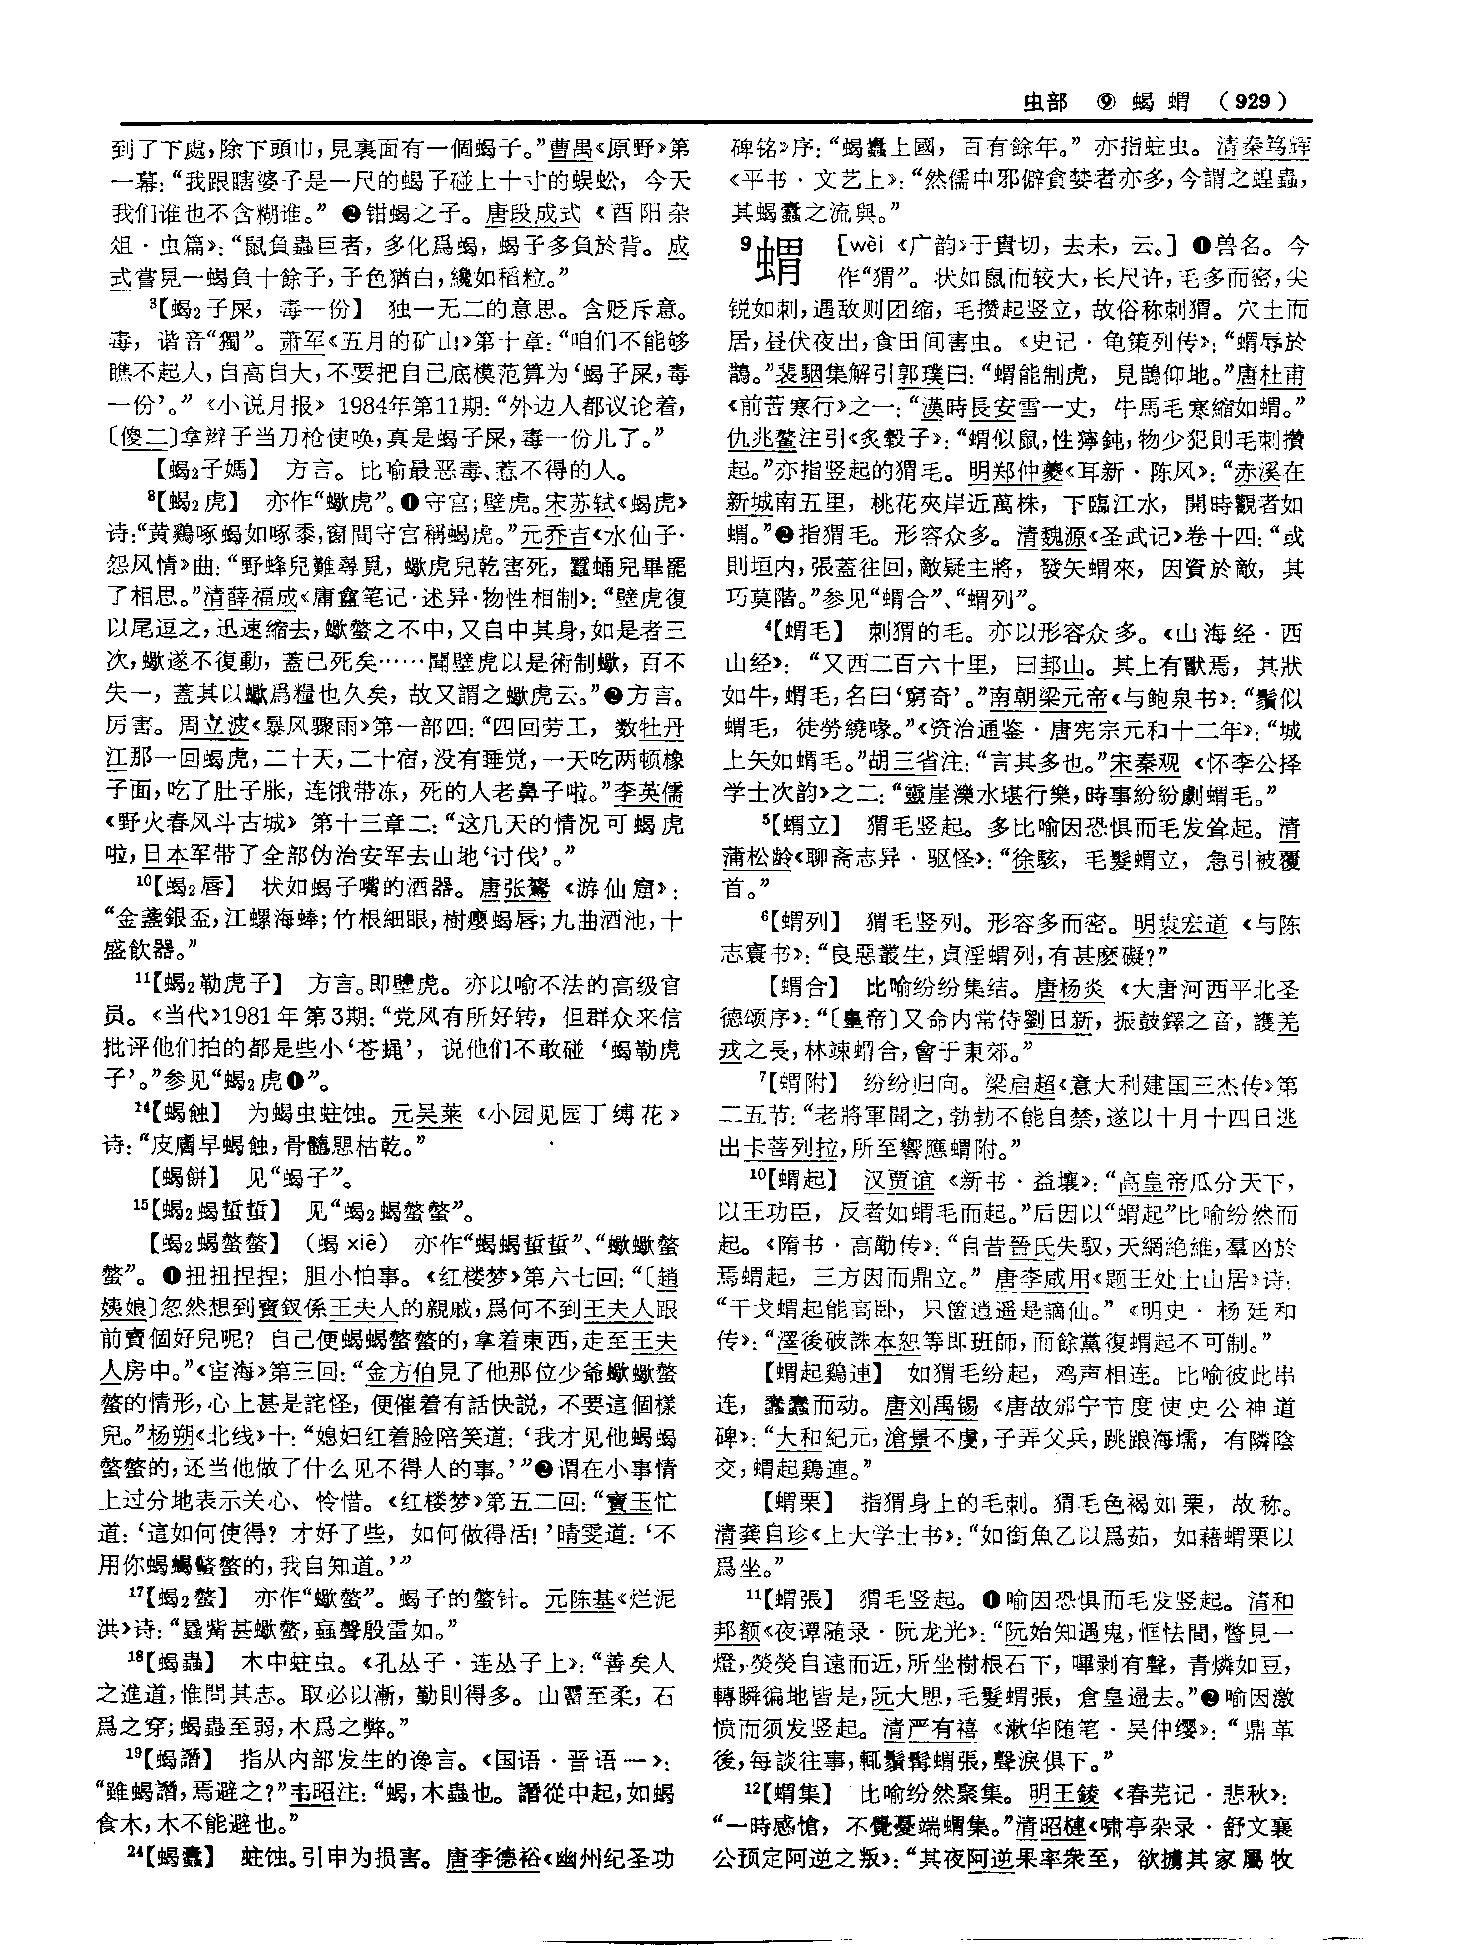 虫部 ⑨ 蝎 蝟 （929）
到了下處，除下頭巾，見裏面有一個蝎子。”曹禺《原野》第
一幕：“我跟瞎婆子是一尺的蝎子碰上十寸的蜈蚣，今天
我们谁也不含糊谁。” ❷钳蝎之子。唐段成式《酉阳杂
俎·虫篇》：“鼠負蟲巨者，多化爲蝎，蝎子多負於背。成
式嘗見一蝎負十餘子，子色猶白，纔如稻粒。”
³【蝎₂子屎，毒一份】 独一无二的意思。含贬斥意。
毒，谐音“獨”。萧军《五月的矿山》第十章：“咱们不能够
瞧不起人，自高自大，不要把自己底模范算为‘蝎子屎，毒
一份’。”《小说月报》1984年第11期：“外边人都议论着，
〔傻二〕拿辫子当刀枪使唤，真是蝎子屎，毒一份儿了。”
【蝎₂子媽】 方言。比喻最恶毒、惹不得的人。
⁸【蝎₂虎】 亦作“蠍虎”。❶守宫；壁虎。宋苏轼《蝎虎》
诗：“黄鷄啄蝎如啄黍，窗間守宫稱蝎虎。”元乔吉《水仙子·
怨风情》曲：“野蜂兒難尋覓，蠍虎兒乾害死，蠶蛹兒畢罷
了相思。”清薛福成《庸盦笔记·述异·物性相制》：“壁虎復
以尾逗之，迅速缩去，蠍螫之不中，又自中其身，如是者三
次，蠍遂不復動，蓋已死矣……聞壁虎以是術制蠍，百不
失一，蓋其以蠍爲糧也久矣，故又謂之蠍虎云。”❷方言。
厉害。周立波《暴风骤雨》第一部四：“四回劳工，数牡丹
江那一回蝎虎，二十天，二十宿，没有睡觉，一天吃两顿橡
子面，吃了肚子胀，连饿带冻，死的人老鼻子啦。”李英儒
《野火春风斗古城》第十三章二：“这几天的情况可蝎虎
啦，日本军带了全部伪治安军去山地‘讨伐’。”
¹⁰【蝎₂唇】 状如蝎子嘴的酒器。唐张鷟《游仙窟》：
“金盞銀盃，江螺海蚌；竹根細眼，樹癭蝎唇；九曲酒池，十
盛飲器。”
¹¹【蝎₂勒虎子】 方言。即壁虎。亦以喻不法的高级官
员。《当代》1981年第3期：“党风有所好转，但群众来信
批评他们拍的都是些小‘苍蝇’，说他们不敢碰‘蝎勒虎
子’。”参见“蝎₂虎❶”。
¹⁴【蝎蝕】 为蝎虫蛀蚀。元吴莱《小园见园丁缚花》
诗：“皮膚早蝎蝕，骨髓思枯乾。”
【蝎餅】 见“蝎子”。
¹⁵【蝎₂蝎蜇蜇】 见“蝎₂蝎螫螫”。
【蝎₂蝎螫螫】（蝎 xiē） 亦作“蝎蝎蜇蜇”、“蠍蠍螫
螫”。❶扭扭捏捏；胆小怕事。《红楼梦》第六七回：“〔趙
姨娘〕忽然想到寶釵係王夫人的親戚，爲何不到王夫人跟
前賣個好兒呢？自己便蝎蝎螫螫的，拿着東西，走至王夫
人房中。”《宦海》第三回：“金方伯見了他那位少爺蠍蠍螫
螫的情形，心上甚是詫怪，便催着有話快説，不要這個樣
兒。”杨朔《北线》十：“媳妇红着脸陪笑道：‘我才见他蝎蝎
螫螫的，还当他做了什么见不得人的事。’”❷谓在小事情
上过分地表示关心、怜惜。《红楼梦》第五二回：“寶玉忙
道：‘這如何使得？才好了些，如何做得活！’晴雯道：‘不
用你蝎蝎螫螫的，我自知道。’”
¹⁷【蝎₂螫】 亦作“蠍螫”。蝎子的螫针。元陈基《烂泥
洪》诗：“蟁觜甚蠍螫，蝱聲殷雷如。”
¹⁸【蝎蟲】 木中蛀虫。《孔丛子·连丛子上》：“善矣人
之進道，惟問其志。取必以漸，勤則得多。山霤至柔，石
爲之穿；蝎蟲至弱，木爲之弊。”
¹⁹【蝎譖】 指从内部发生的谗言。《国语·晋语一》：
“雖蝎譖，焉避之？”韦昭注：“蝎，木蟲也。譖從中起，如蝎
食木，木不能避也。”
²⁴【蝎蠹】 蛀蚀。引申为损害。唐李德裕《幽州纪圣功
碑铭》序：“蝎蠹上國，百有餘年。”亦指蛀虫。清秦笃辉
《平书·文艺上》：“然儒中邪僻貪婪者亦多，今謂之蝗蟲，
其蝎蠹之流與。”
⁹蝟 ［wèi《广韵》于貴切，去未，云。］❶兽名。今
作“猬”。状如鼠而较大，长尺许，毛多而密，尖
锐如刺，遇敌则团缩，毛攒起竖立，故俗称刺猬。穴土而
居，昼伏夜出，食田间害虫。《史记·龟策列传》：“蝟辱於
鵲。”裴駰集解引郭璞曰：“蝟能制虎，見鵲仰地。”唐杜甫
《前苦寒行》之一：“漢時長安雪一丈，牛馬毛寒縮如蝟。”
仇兆鳌注引《炙轂子》：“蝟似鼠，性獰鈍，物少犯則毛刺攢
起。”亦指竖起的猬毛。明郑仲夔《耳新·陈风》：“赤溪在
新城南五里，桃花夾岸近萬株，下臨江水，開時觀者如
蝟。”❷指猬毛。形容众多。清魏源《圣武记》卷十四：“或
則垣内，張蓋往回，敵疑主將，發矢蝟來，因資於敵，其
巧莫階。”参见“蝟合”、“蝟列”。
⁴【蝟毛】 刺猬的毛。亦以形容众多。《山海经·西
山经》：“又西二百六十里，曰邽山。其上有獸焉，其狀
如牛，蝟毛，名曰‘窮奇’。”南朝梁元帝《与鲍泉书》：“鬚似
蝟毛，徒勞繞喙。”《资治通鉴·唐宪宗元和十二年》：“城
上矢如蝟毛。”胡三省注：“言其多也。”宋秦观《怀李公择
学士次韵》之二：“靈崖濼水堪行樂，時事紛紛劇蝟毛。”
⁵【蝟立】 猬毛竖起。多比喻因恐惧而毛发耸起。清
蒲松龄《聊斋志异·驱怪》：“徐駭，毛髮蝟立，急引被覆
首。”
⁶【蝟列】 猬毛竖列。形容多而密。明袁宏道《与陈
志寰书》：“良惡叢生，貞淫蝟列，有甚麽礙？”
【蝟合】 比喻纷纷集结。唐杨炎《大唐河西平北圣
德颂序》：“〔皇帝〕又命内常侍劉日新，振鼓鐸之音，護羌
戎之長，林竦蝟合，會于東郊。”
⁷【蝟附】 纷纷归向。梁启超《意大利建国三杰传》第
二五节：“老將軍聞之，勃勃不能自禁，遂以十月十四日逃
出卡菩列拉，所至響應蝟附。”
¹⁰【蝟起】 汉贾谊《新书·益壤》：“高皇帝瓜分天下，
以王功臣，反者如蝟毛而起。”后因以“蝟起”比喻纷然而
起。《隋书·高勱传》：“自昔晉氏失馭，天網絶維，羣凶於
焉蝟起，三方因而鼎立。”唐李咸用《题王处士山居》诗：
“干戈蝟起能高卧，只箇逍遥是謫仙。”《明史·杨廷和
传》：“澤後破誅本恕等即班師，而餘黨復蝟起不可制。”
【蝟起鷄連】 如猬毛纷起，鸡声相连。比喻彼此串
连，蠢蠢而动。唐刘禹锡《唐故邠宁节度使史公神道
碑》：“大和紀元，滄景不虔，子弄父兵，跳踉海壖，有隣陰
交，蝟起鷄連。”
【蝟栗】 指猬身上的毛刺。猬毛色褐如栗，故称。
清龚自珍《上大学士书》：“如銜魚乙以爲茹，如藉蝟栗以
爲坐。”
¹¹【蝟張】 猬毛竖起。❶喻因恐惧而毛发竖起。清和
邦额《夜谭随录·阮龙光》：“阮始知遇鬼，恇怯間，瞥見一
燈，熒熒自遠而近，所坐樹根石下，嗶剥有聲，青燐如豆，
轉瞬徧地皆是，阮大思，毛髮蝟張，倉皇遁去。”❷喻因激
愤而须发竖起。清严有禧《漱华随笔·吴仲缨》：“鼎革
後，每談往事，輒鬚髯蝟張，聲淚俱下。”
¹²【蝟集】 比喻纷然聚集。明王錂《春芜记·悲秋》：
“一時感愴，不覺憂端蝟集。”清昭槤《啸亭杂录·舒文襄
公预定阿逆之叛》：“其夜阿逆果率衆至，欲擄其家屬牧